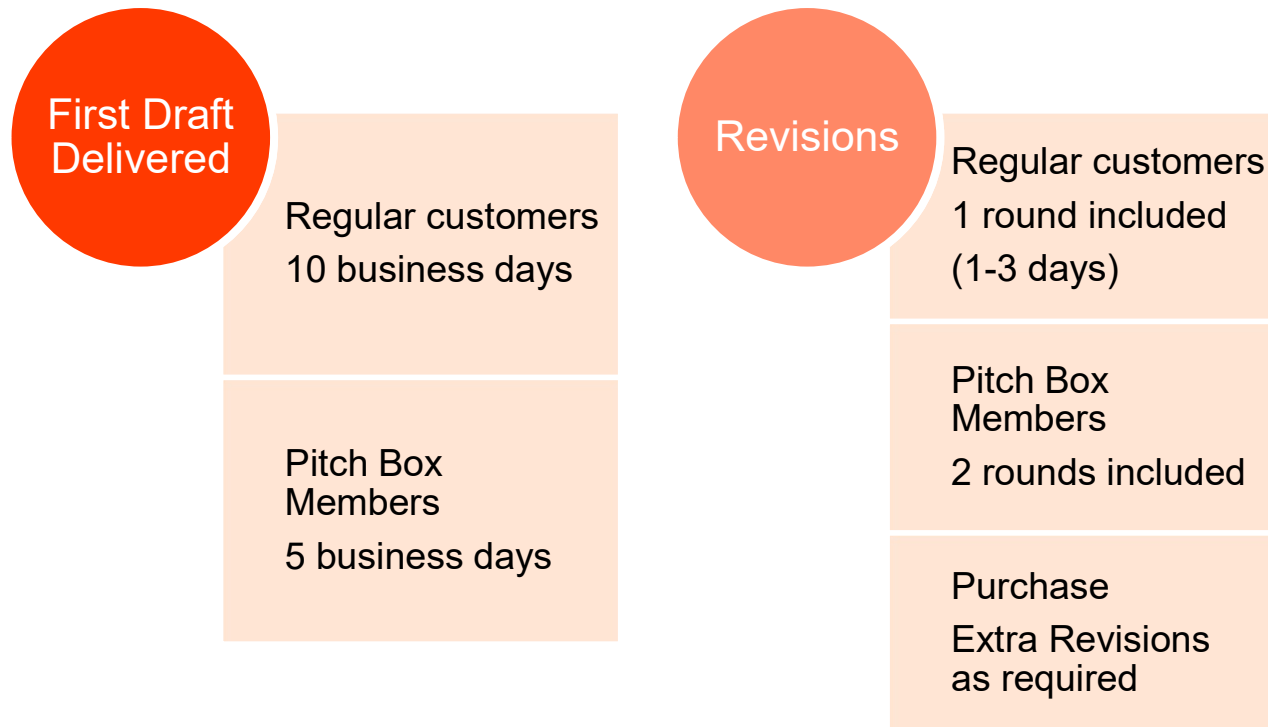 First Draft
Delivered
Regular customers
10 business days
Pitch Box
Members
5 business days
Revisions
Regular customers
1 round included
(1-3 days)
Pitch Box
Members
2 rounds included
Purchase
Extra Revisions
as required